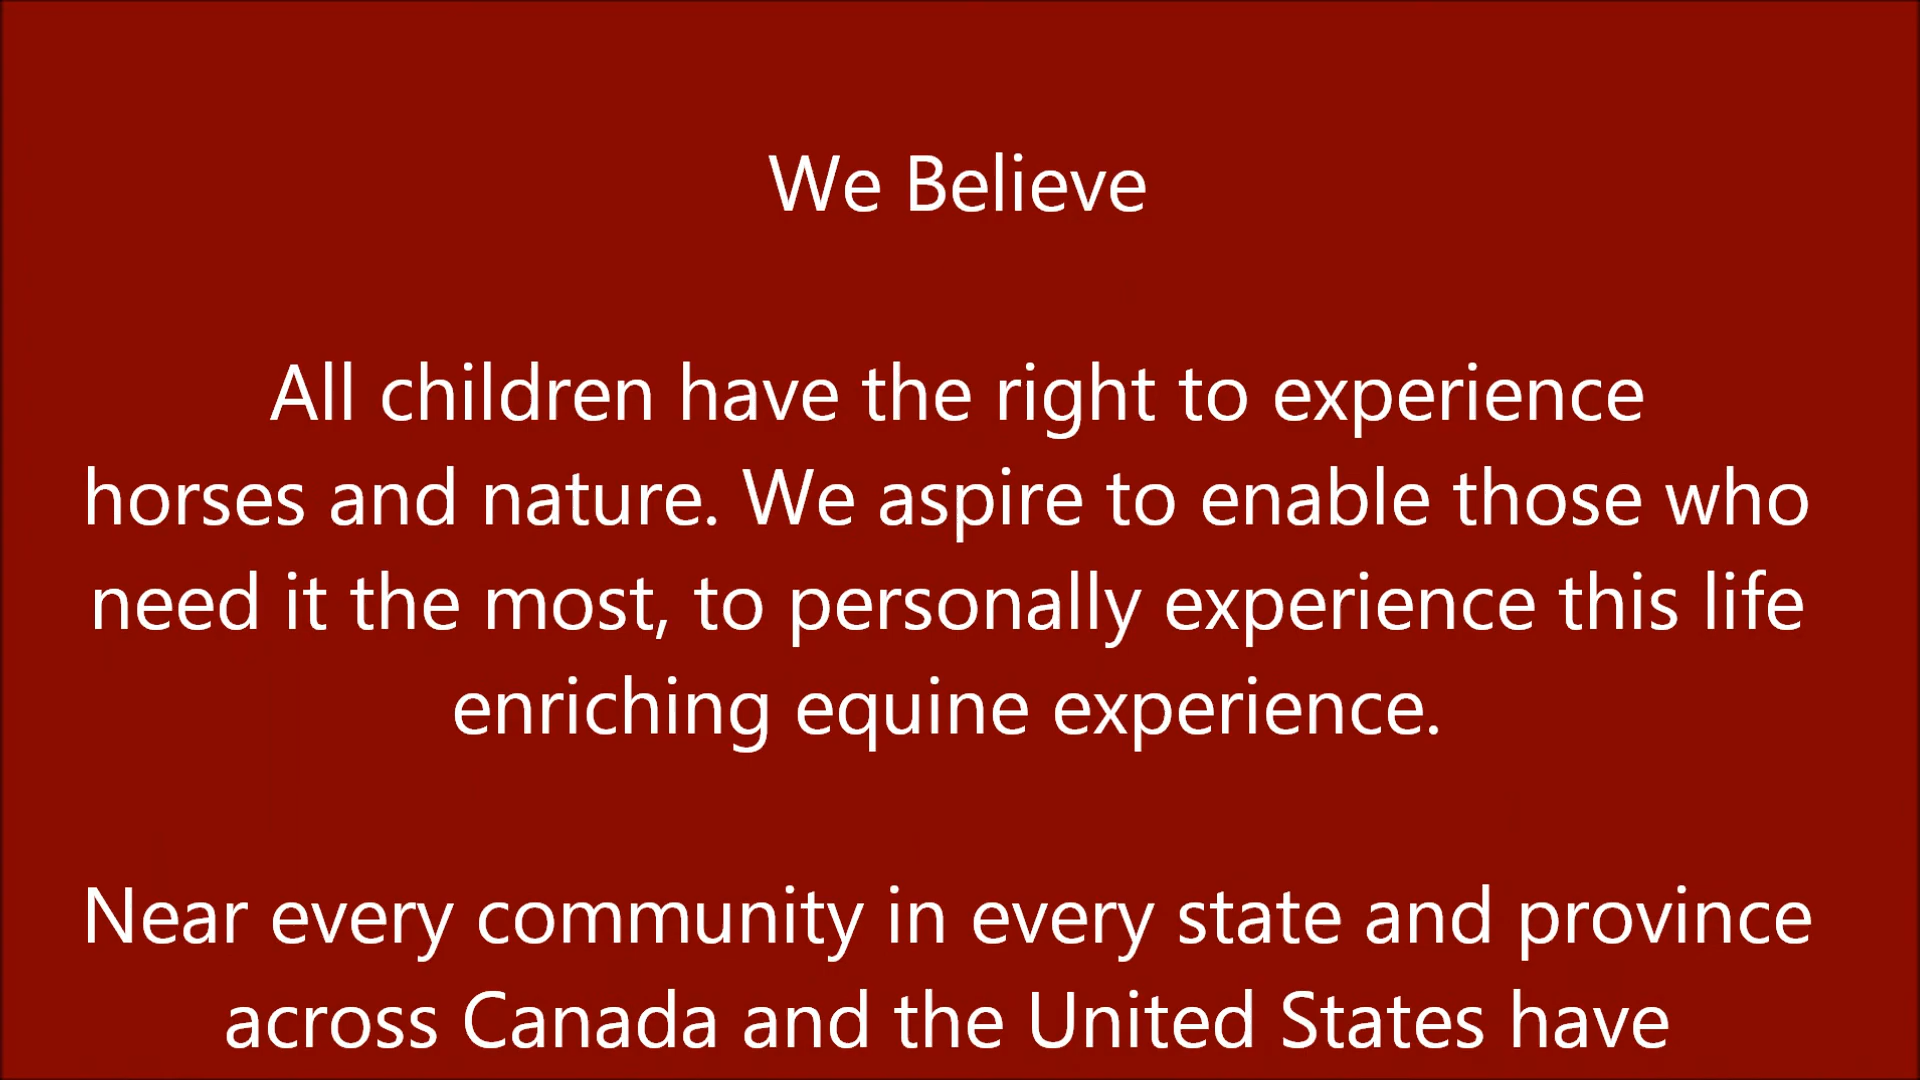 We Believe
All children have the right to experience
horses and nature. We aspire to enable those who
need it the most, to personally experience this life
enriching equine experience.
Near every community in every state and province
across Canada and the United States have